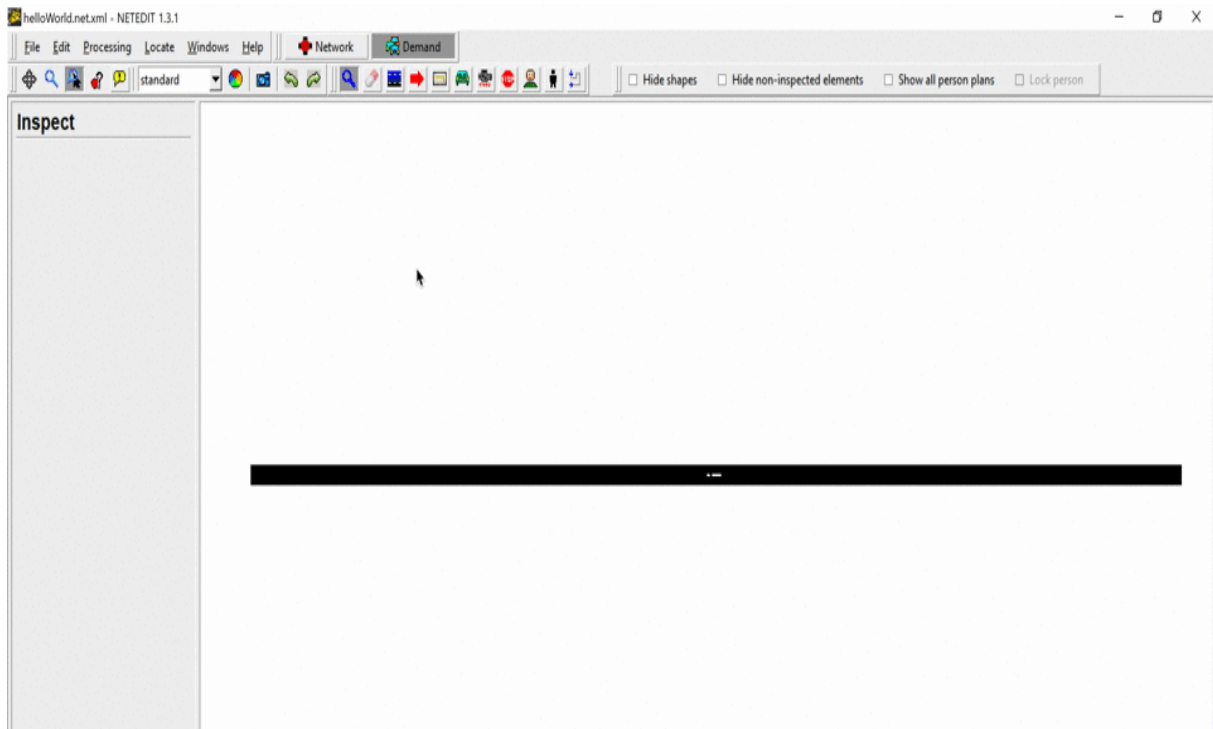 helloWorld.net.xml - NETEDIT 1.3.1
File Edit Processing Locate Windows Help Network Demand
standard Hide shapes Hide non-inspected elements Show all person plans Lock person
Inspect